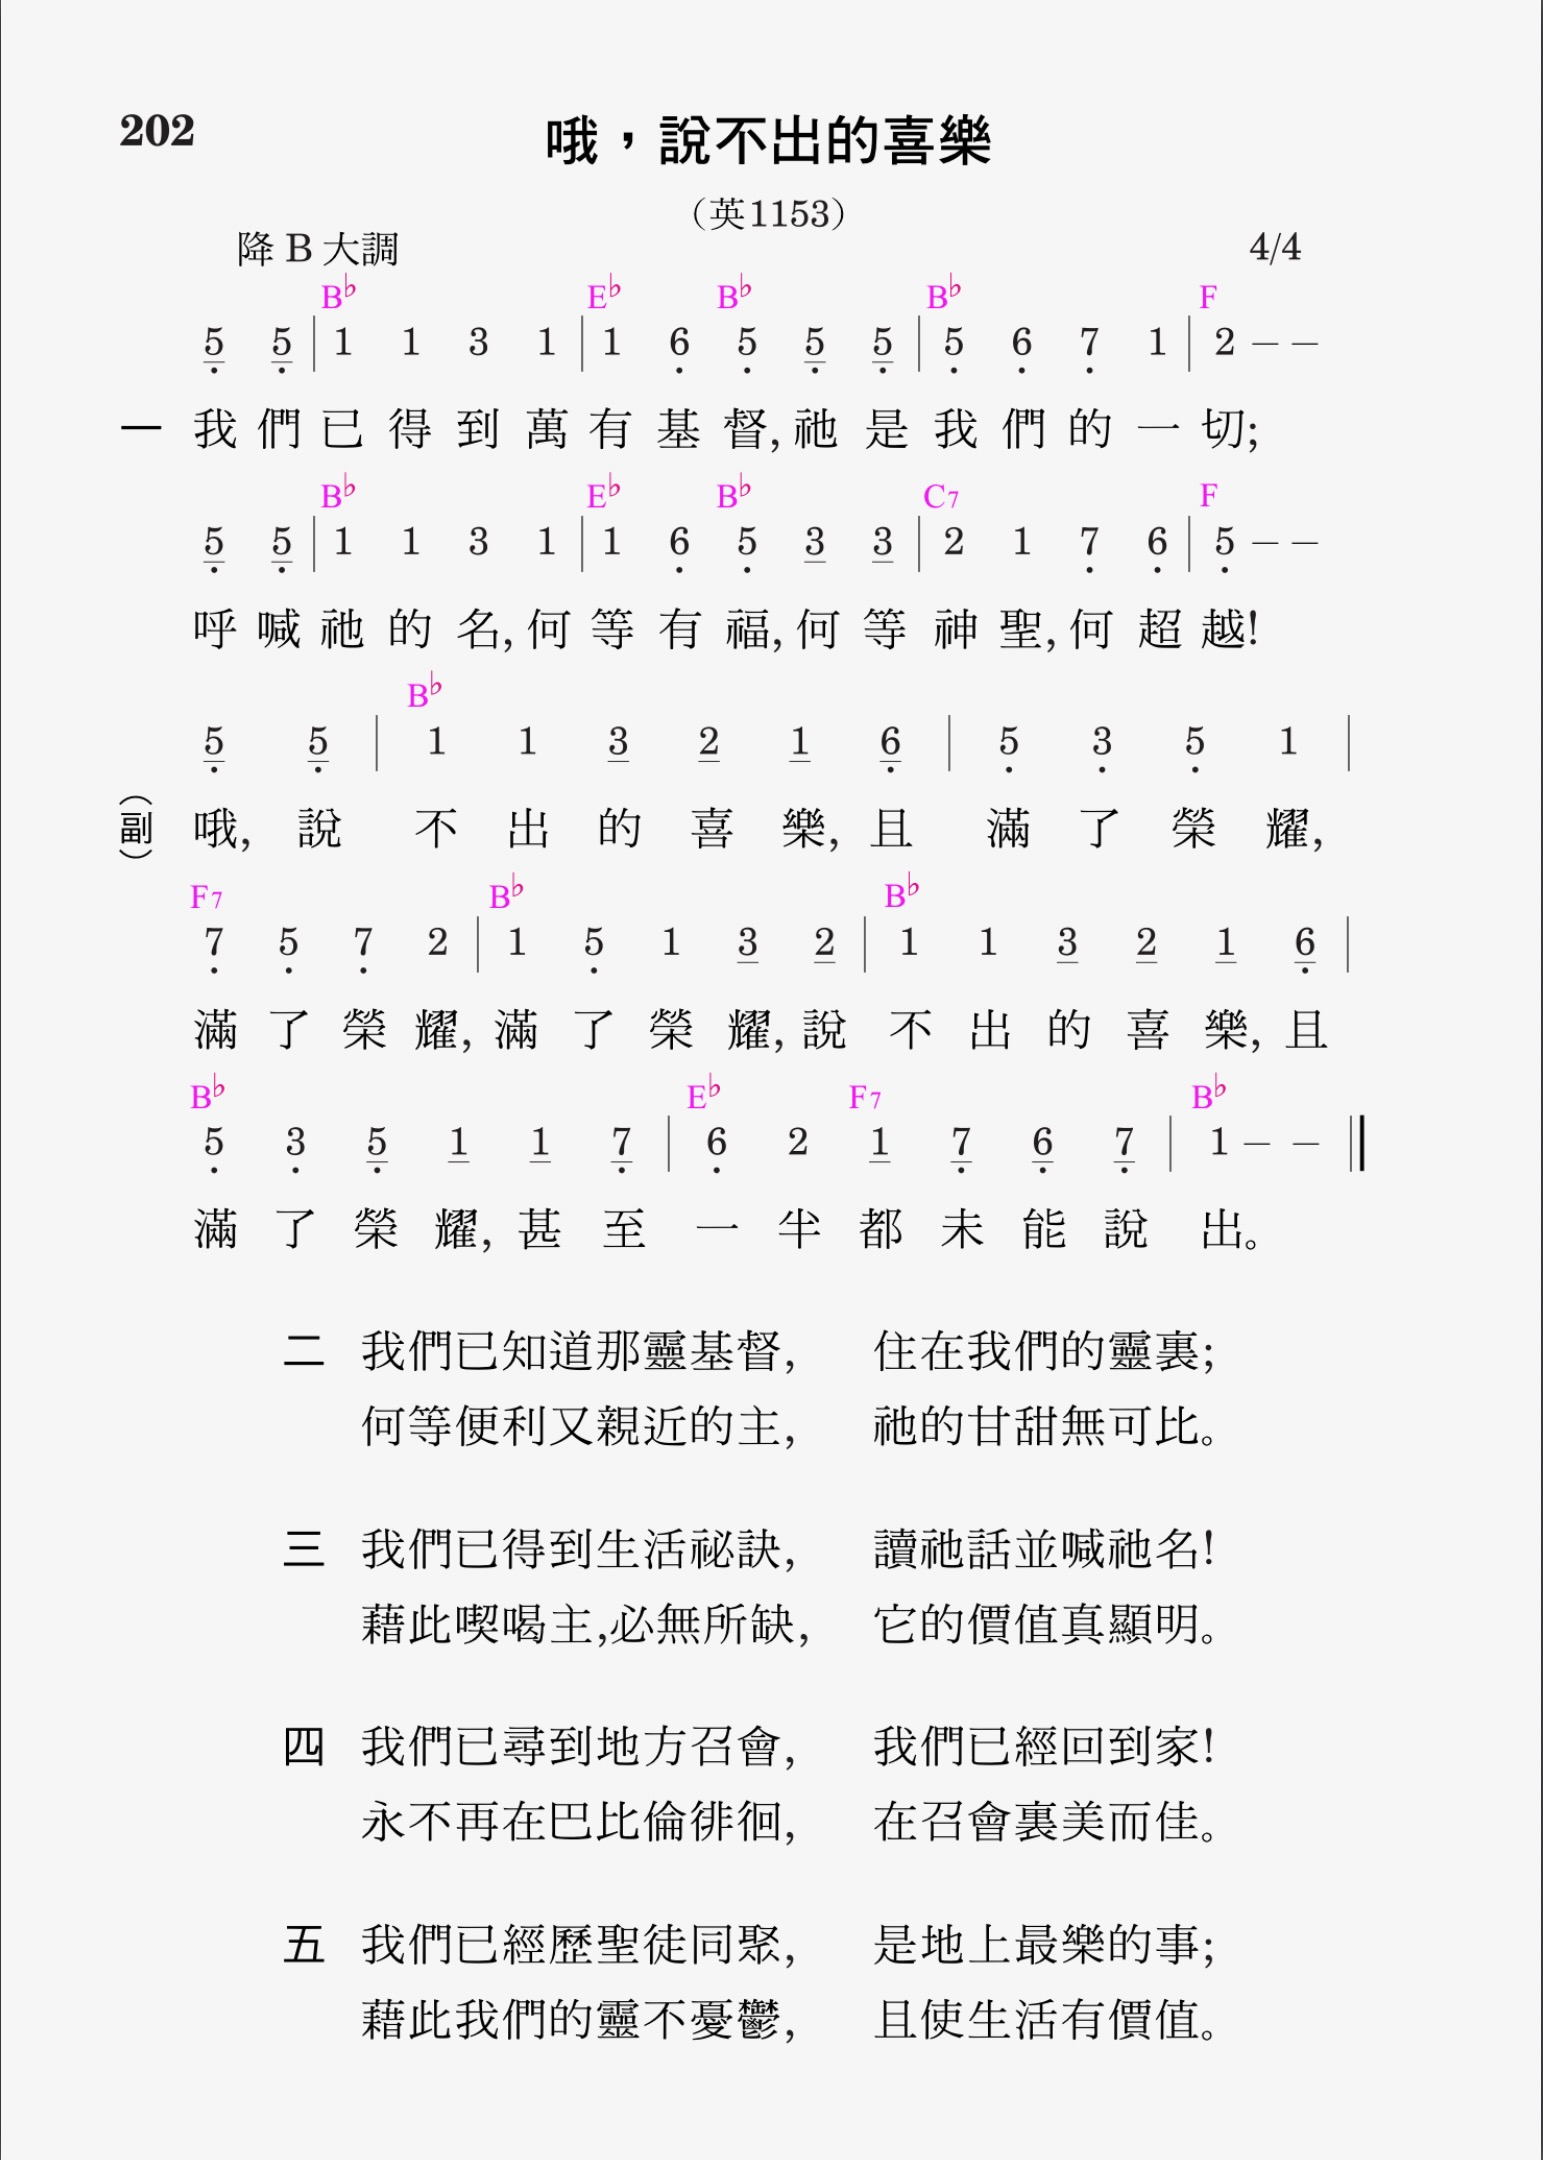 202
哦，說不出的喜樂
（英1153）
降 B 大調 4/4
B♭ E♭ B♭ B♭ F
5̣ 5̣ | 1 1 3 1 | 1 6̣ 5̣ 5̣ 5̣ | 5̣ 6̣ 7̣ 1 | 2 – –
一 我們已得到萬有基督,祂是我們的一切;
B♭ E♭ B♭ C7 F
5̣ 5̣ | 1 1 3 1 | 1 6̣ 5̣ 3 3 | 2 1 7̣ 6̣ | 5̣ – –
呼喊祂的名,何等有福,何等神聖,何超越!
B♭
5̣ 5̣ | 1 1 3 2 1 6̣ | 5̣ 3̣ 5̣ 1 |
（副） 哦,說不出的喜樂,且滿了榮耀,
F7 B♭ B♭
7̣ 5̣ 7̣ 2 | 1 5̣ 1 3 2 | 1 1 3 2 1 6̣ |
滿了榮耀,滿了榮耀,說不出的喜樂,且
B♭ E♭ F7 B♭
5̣ 3̣ 5̣ 1 1 7̣ | 6̣ 2 1 7̣ 6̣ 7̣ | 1 – – ‖
滿了榮耀,甚至一半都未能說出。
二 我們已知道那靈基督, 住在我們的靈裏;
何等便利又親近的主, 祂的甘甜無可比。
三 我們已得到生活祕訣, 讀祂話並喊祂名!
藉此喫喝主,必無所缺, 它的價值真顯明。
四 我們已尋到地方召會, 我們已經回到家!
永不再在巴比倫徘徊, 在召會裏美而佳。
五 我們已經歷聖徒同聚, 是地上最樂的事;
藉此我們的靈不憂鬱, 且使生活有價值。